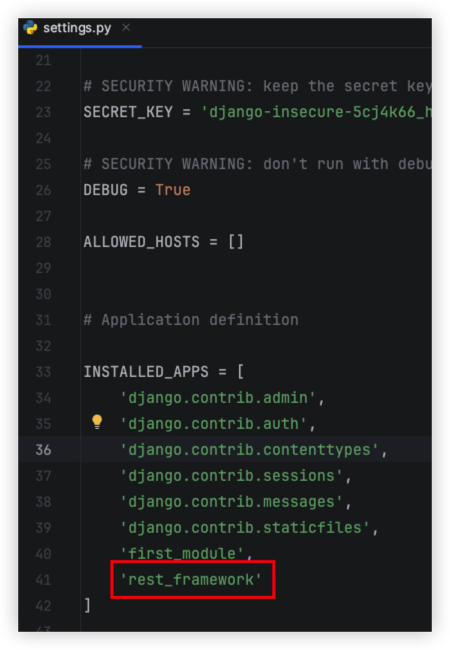 settings.py ×
21
22 # SECURITY WARNING: keep the secret key
23 SECRET_KEY = 'django-insecure-5cj4k66_h
24
25 # SECURITY WARNING: don't run with debu
26 DEBUG = True
27
28 ALLOWED_HOSTS = []
29
30
31 # Application definition
32
33 INSTALLED_APPS = [
34 'django.contrib.admin',
35 'django.contrib.auth',
36 'django.contrib.contenttypes',
37 'django.contrib.sessions',
38 'django.contrib.messages',
39 'django.contrib.staticfiles',
40 'first_module',
41 'rest_framework'
42 ]
43